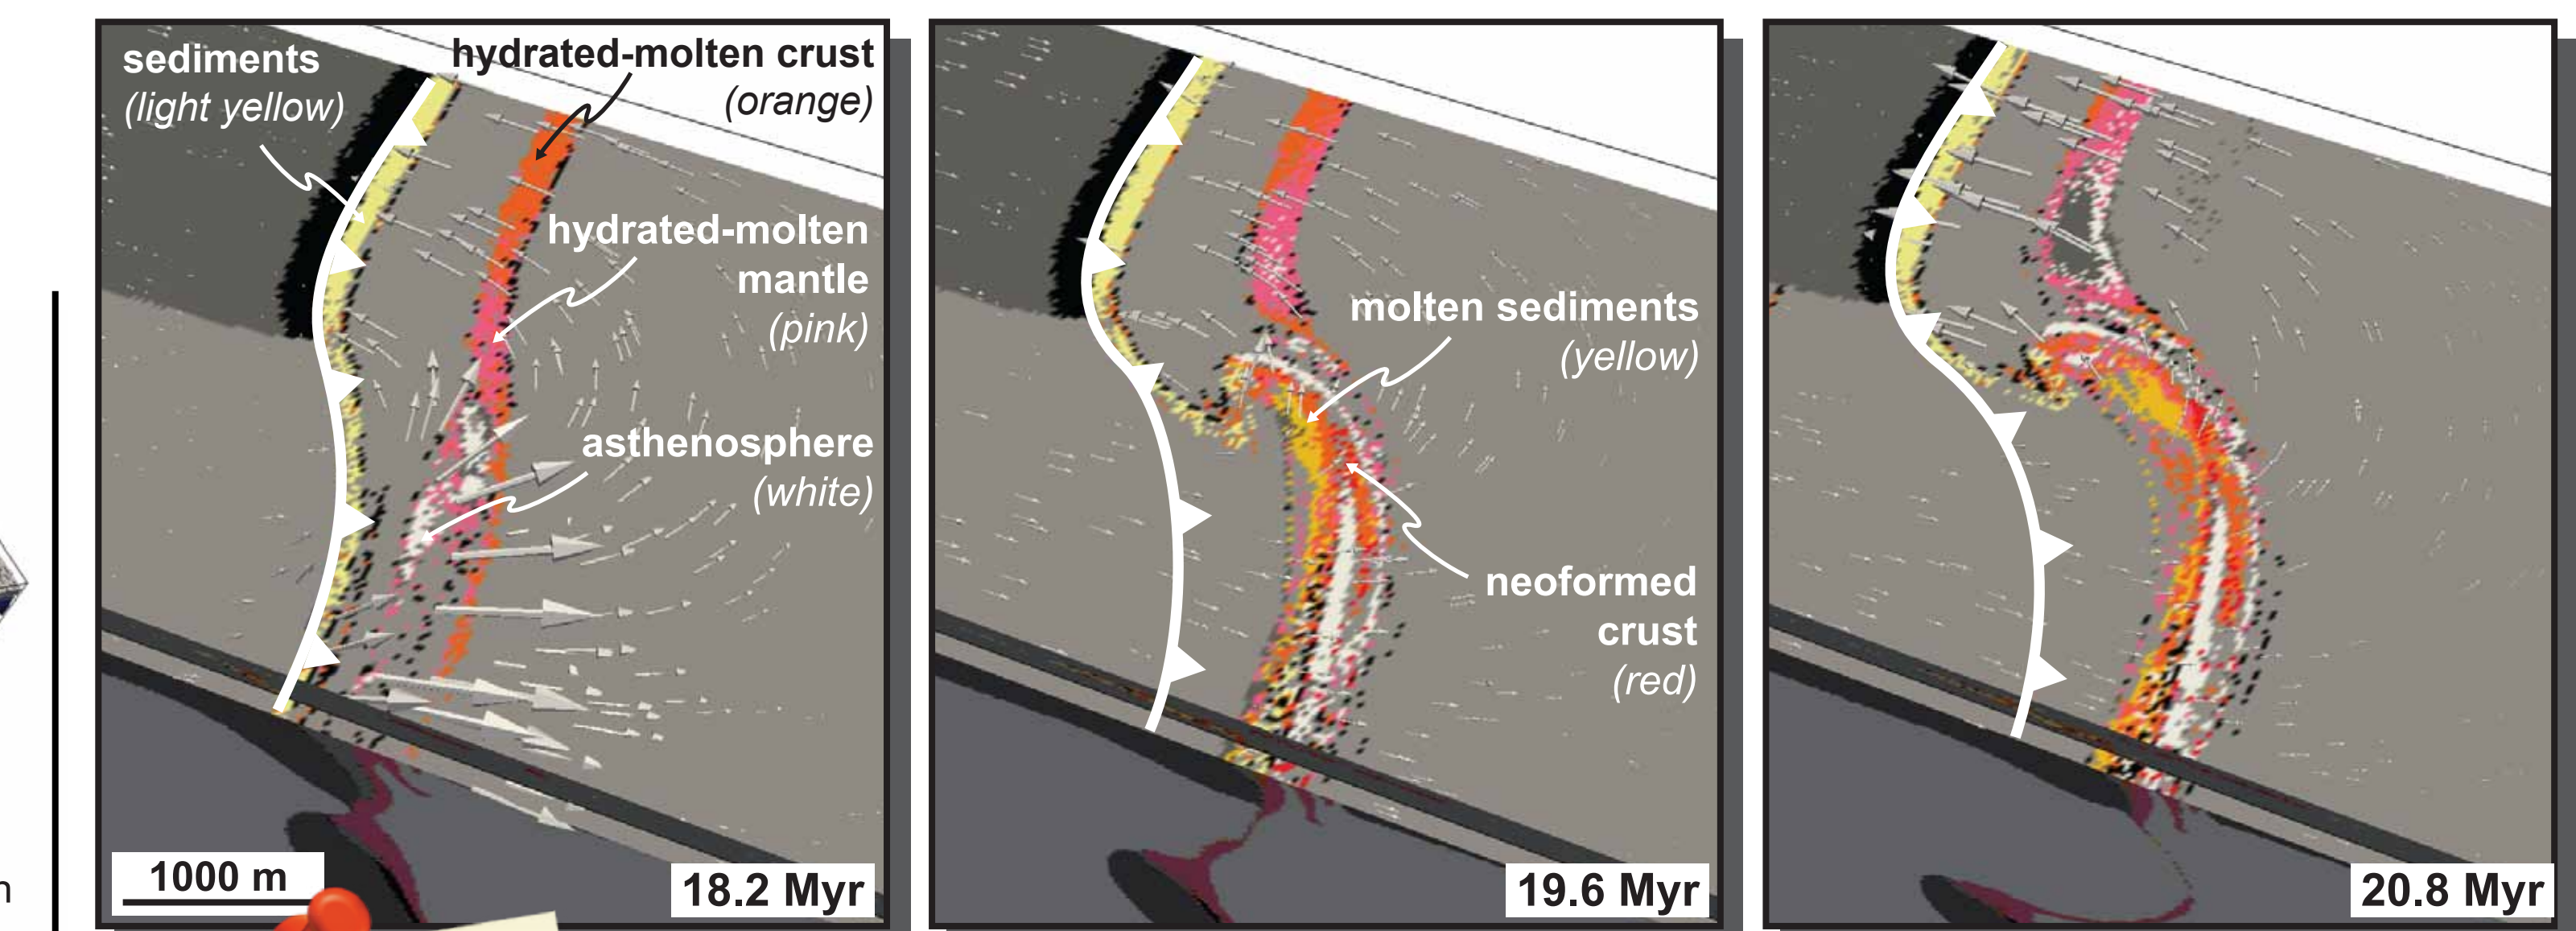 sediments
(light yellow)
hydrated-molten crust
(orange)
hydrated-molten
mantle
(pink)
asthenosphere
(white)
1000 m
18.2 Myr
molten sediments
(yellow)
neoformed
crust
(red)
19.6 Myr
20.8 Myr
n